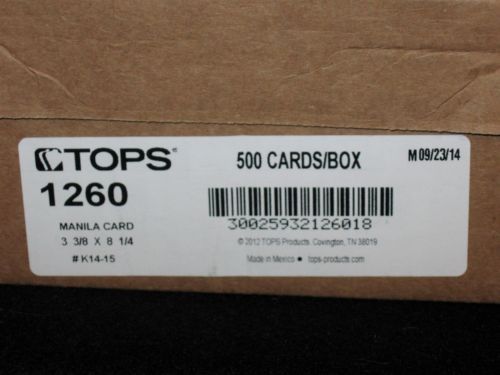 TOPS®
1260
MANILA CARD
3 3/8 X 8 1/4
# K14-15
500 CARDS/BOX
30025932126018
© 2012 TOPS Products, Covington, TN 38019
Made in Mexico ● tops-products.com
M 09/23/14